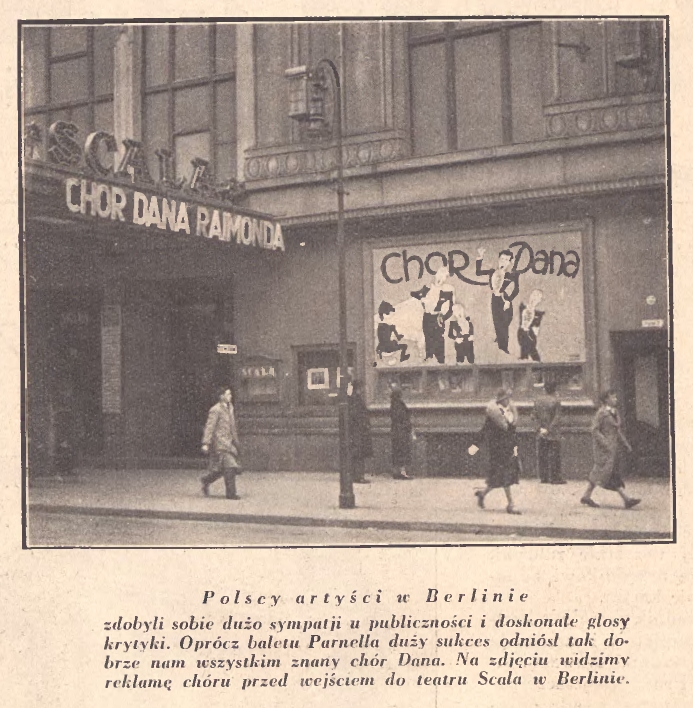 SCALA
CHOR DANA RAIMONDA
Chór Dana
scala
Polscy artyści w Berlinie
zdobyli sobie dużo sympatji u publiczności i doskonałe głosy
krytyki. Oprócz baletu Parnella duży sukces odniósł tak do-
brze nam wszystkim znany chór Dana. Na zdjęciu widzimy
reklamę chóru przed wejściem do teatru Scala w Berlinie.